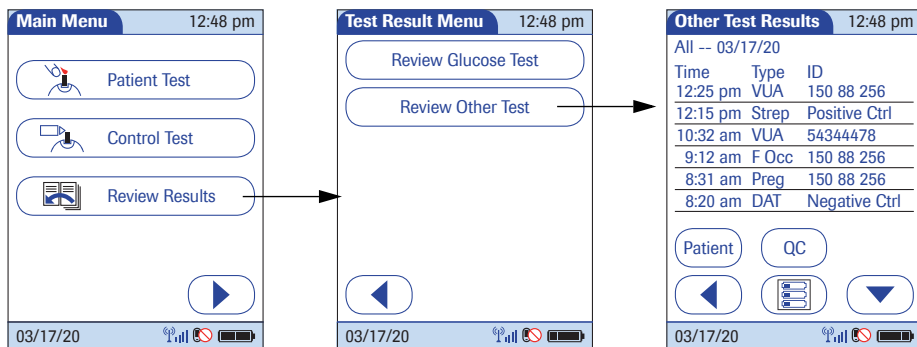 Main Menu 12:48 pm
Patient Test
Control Test
Review Results
03/17/20
Test Result Menu 12:48 pm
Review Glucose Test
Review Other Test
03/17/20
Other Test Results 12:48 pm
All -- 03/17/20
Time Type ID
12:25 pm VUA 150 88 256
12:15 pm Strep Positive Ctrl
10:32 am VUA 54344478
9:12 am F Occ 150 88 256
8:31 am Preg 150 88 256
8:20 am DAT Negative Ctrl
Patient QC
03/17/20